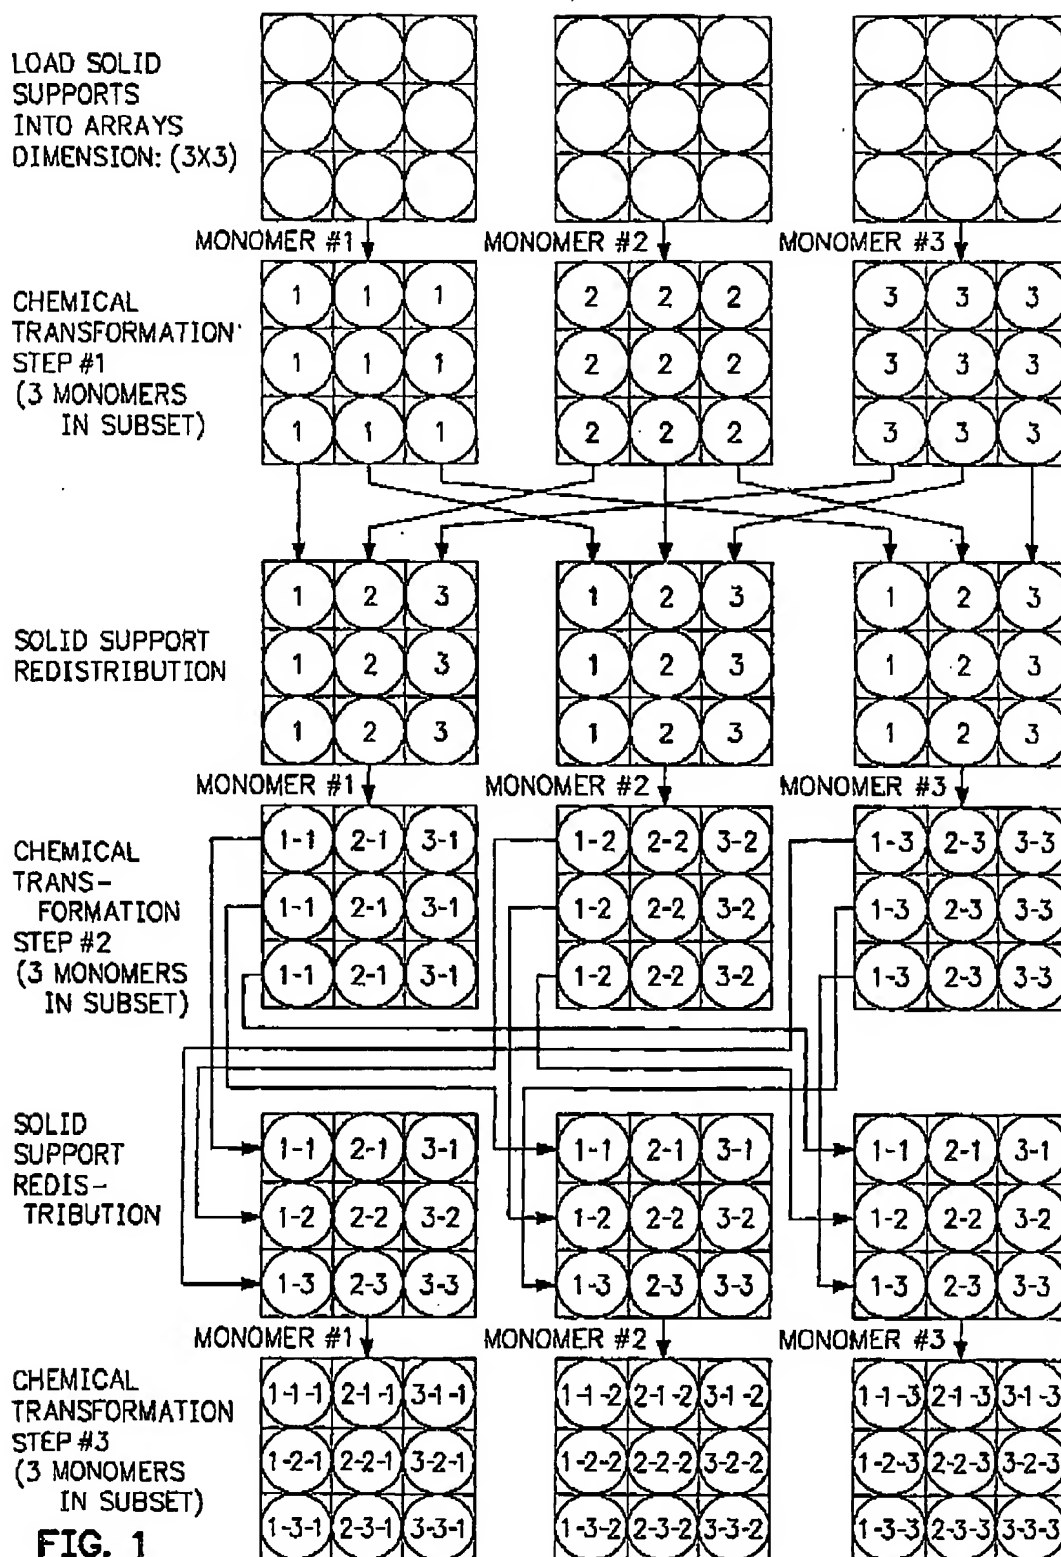 LOAD SOLID
SUPPORTS
INTO ARRAYS
DIMENSION: (3X3)
MONOMER #1 MONOMER #2 MONOMER #3
CHEMICAL
TRANSFORMATION
STEP #1
(3 MONOMERS
IN SUBSET)
1 1 1 2 2 2 3 3 3
1 1 1 2 2 2 3 3 3
1 1 1 2 2 2 3 3 3
SOLID SUPPORT
REDISTRIBUTION
1 2 3 1 2 3 1 2 3
1 2 3 1 2 3 1 2 3
1 2 3 1 2 3 1 2 3
MONOMER #1 MONOMER #2 MONOMER #3
CHEMICAL
TRANS-
FORMATION
STEP #2
(3 MONOMERS
IN SUBSET)
1-1 2-1 3-1 1-2 2-2 3-2 1-3 2-3 3-3
1-1 2-1 3-1 1-2 2-2 3-2 1-3 2-3 3-3
1-1 2-1 3-1 1-2 2-2 3-2 1-3 2-3 3-3
SOLID
SUPPORT
REDIS-
TRIBUTION
1-1 2-1 3-1 1-1 2-1 3-1 1-1 2-1 3-1
1-2 2-2 3-2 1-2 2-2 3-2 1-2 2-2 3-2
1-3 2-3 3-3 1-3 2-3 3-3 1-3 2-3 3-3
MONOMER #1 MONOMER #2 MONOMER #3
CHEMICAL
TRANSFORMATION
STEP #3
(3 MONOMERS
IN SUBSET)
1-1-1 2-1-1 3-1-1 1-1-2 2-1-2 3-1-2 1-1-3 2-1-3 3-1-3
1-2-1 2-2-1 3-2-1 1-2-2 2-2-2 3-2-2 1-2-3 2-2-3 3-2-3
1-3-1 2-3-1 3-3-1 1-3-2 2-3-2 3-3-2 1-3-3 2-3-3 3-3-3
FIG. 1